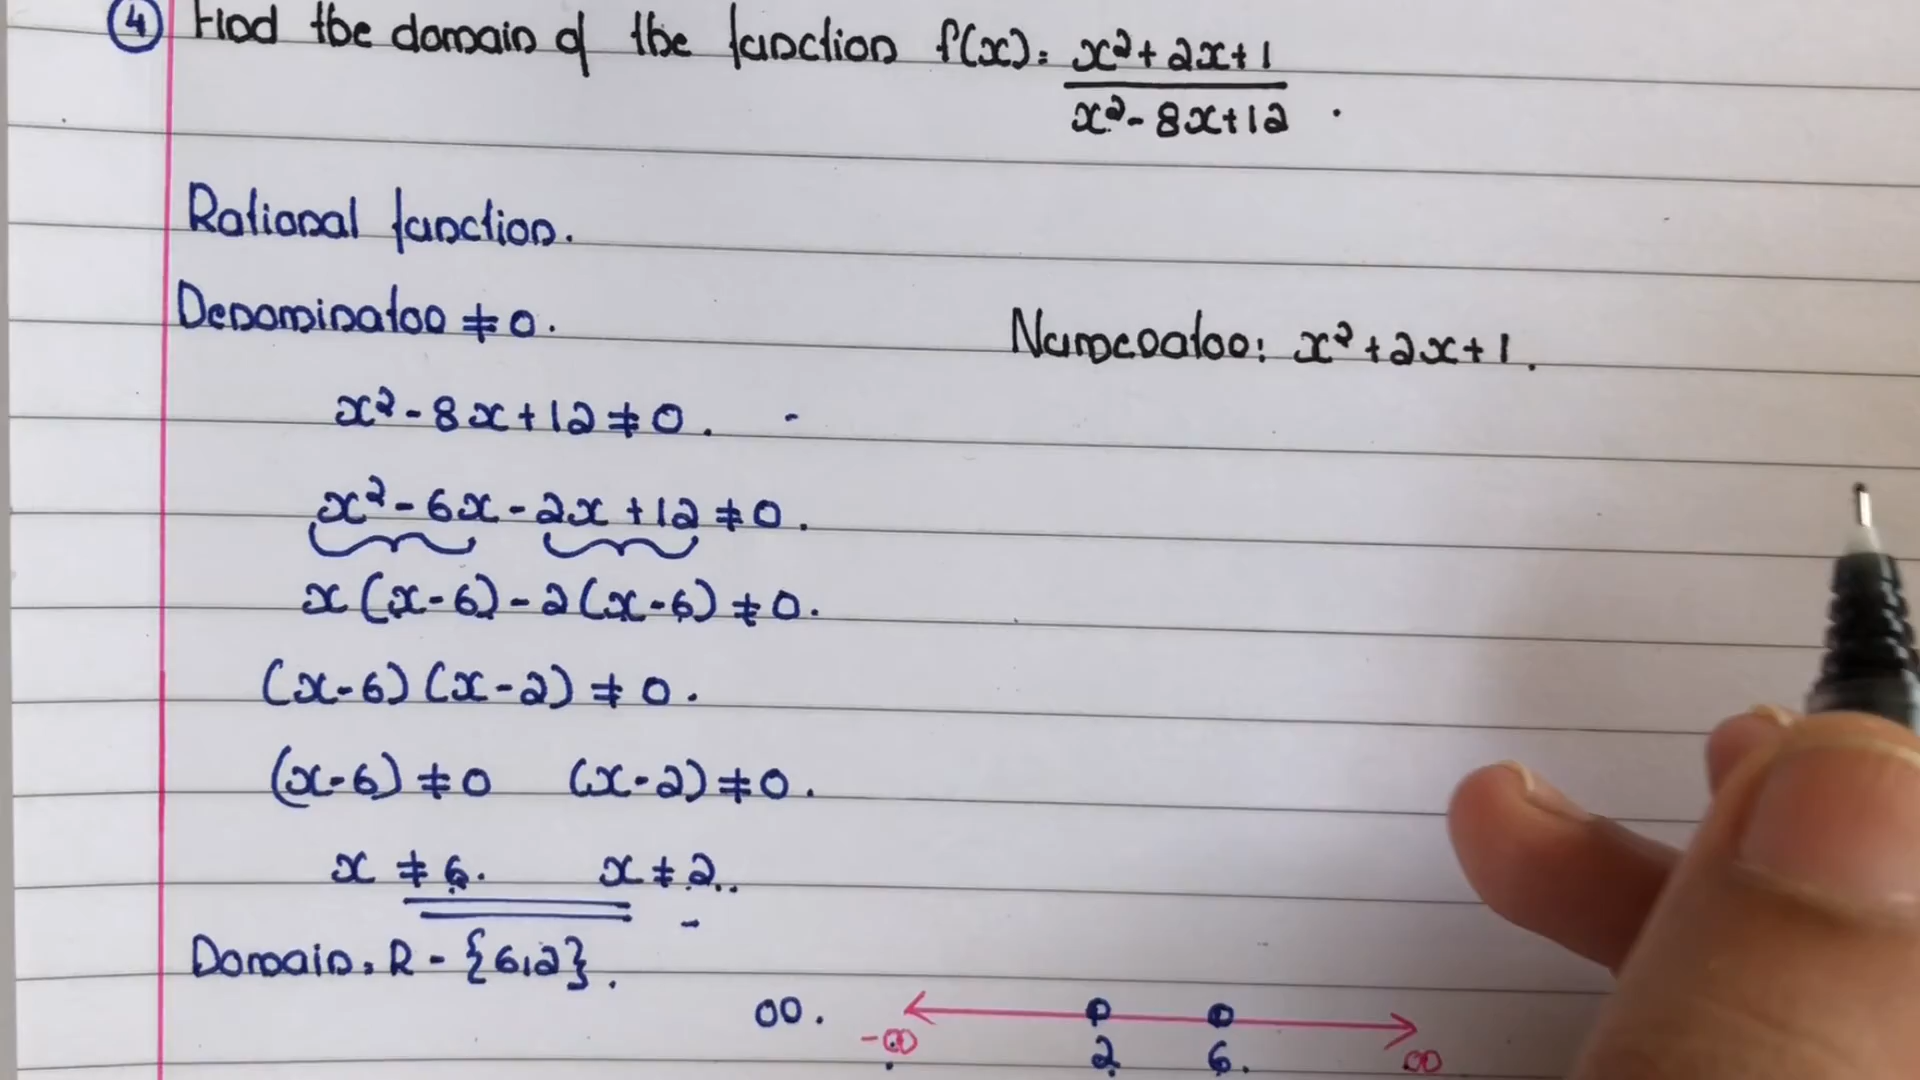 ④ Find the domain of the function f(x) = x²+2x+1
x²-8x+12 .
Rational function.
Denominator ≠ 0.
Numerator: x²+2x+1.
x²-8x+12 ≠ 0.
x²-6x-2x+12 ≠ 0.
x(x-6)-2(x-6) ≠ 0.
(x-6)(x-2) ≠ 0.
(x-6) ≠ 0 (x-2) ≠ 0.
x ≠ 6. x ≠ 2.
Domain = R - {6,2}.
00.
-∞ 2 6. ∞